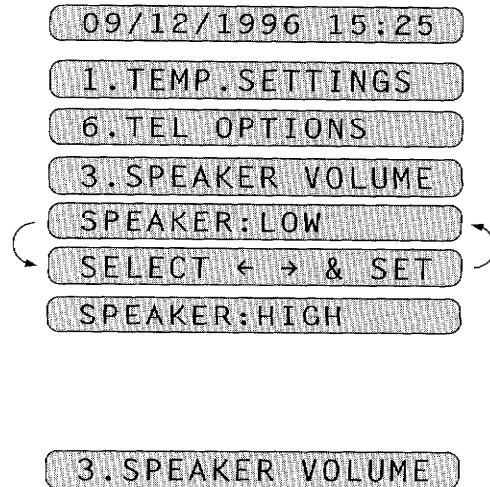 09/12/1996 15:25
1.TEMP.SETTINGS
6.TEL OPTIONS
3.SPEAKER VOLUME
SPEAKER:LOW
SELECT ← → & SET
SPEAKER:HIGH
3.SPEAKER VOLUME